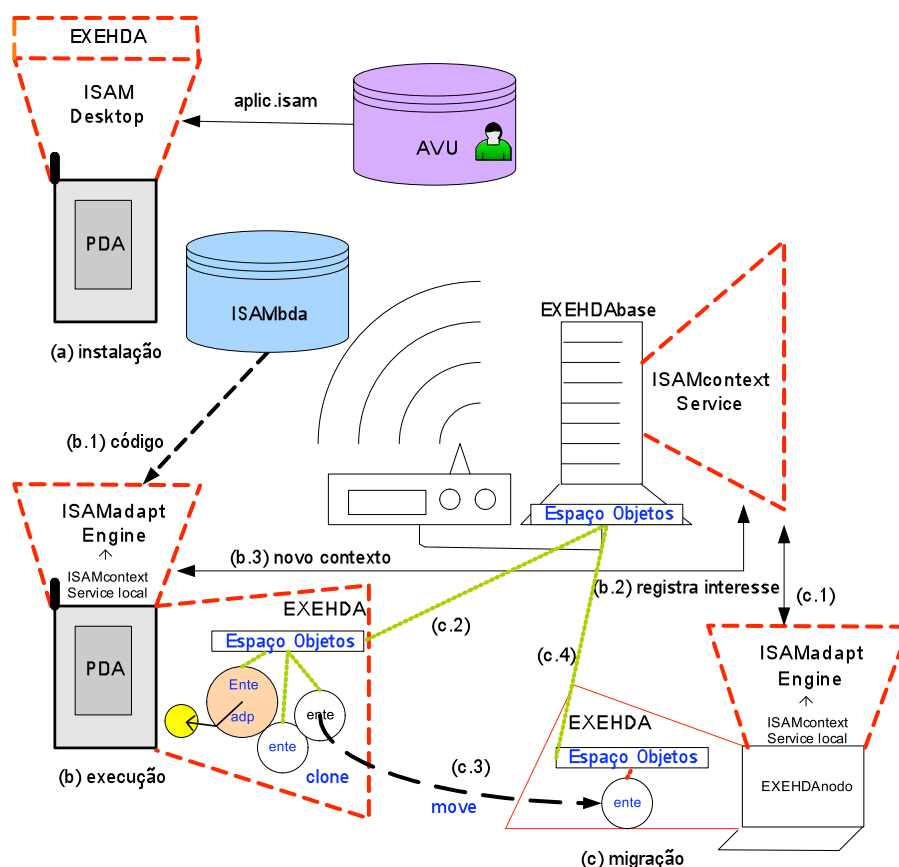 EXEHDA
ISAM
Desktop
aplic.isam
AVU
PDA
ISAMbda
(a) instalação
EXEHDAbase
ISAMcontext
Service
(b.1) código
ISAMadapt
Engine
ISAMcontext
Service local
Espaço Objetos
(b.3) novo contexto
(b.2) registra interesse
(c.1)
EXEHDA
(c.2)
Espaço Objetos
PDA
Ente
adp
ente
ente
clone
(b) execução
(c.3)
move
(c.4)
ISAMadapt
Engine
ISAMcontext
Service local
EXEHDA
Espaço Objetos
ente
EXEHDAnodo
(c) migração